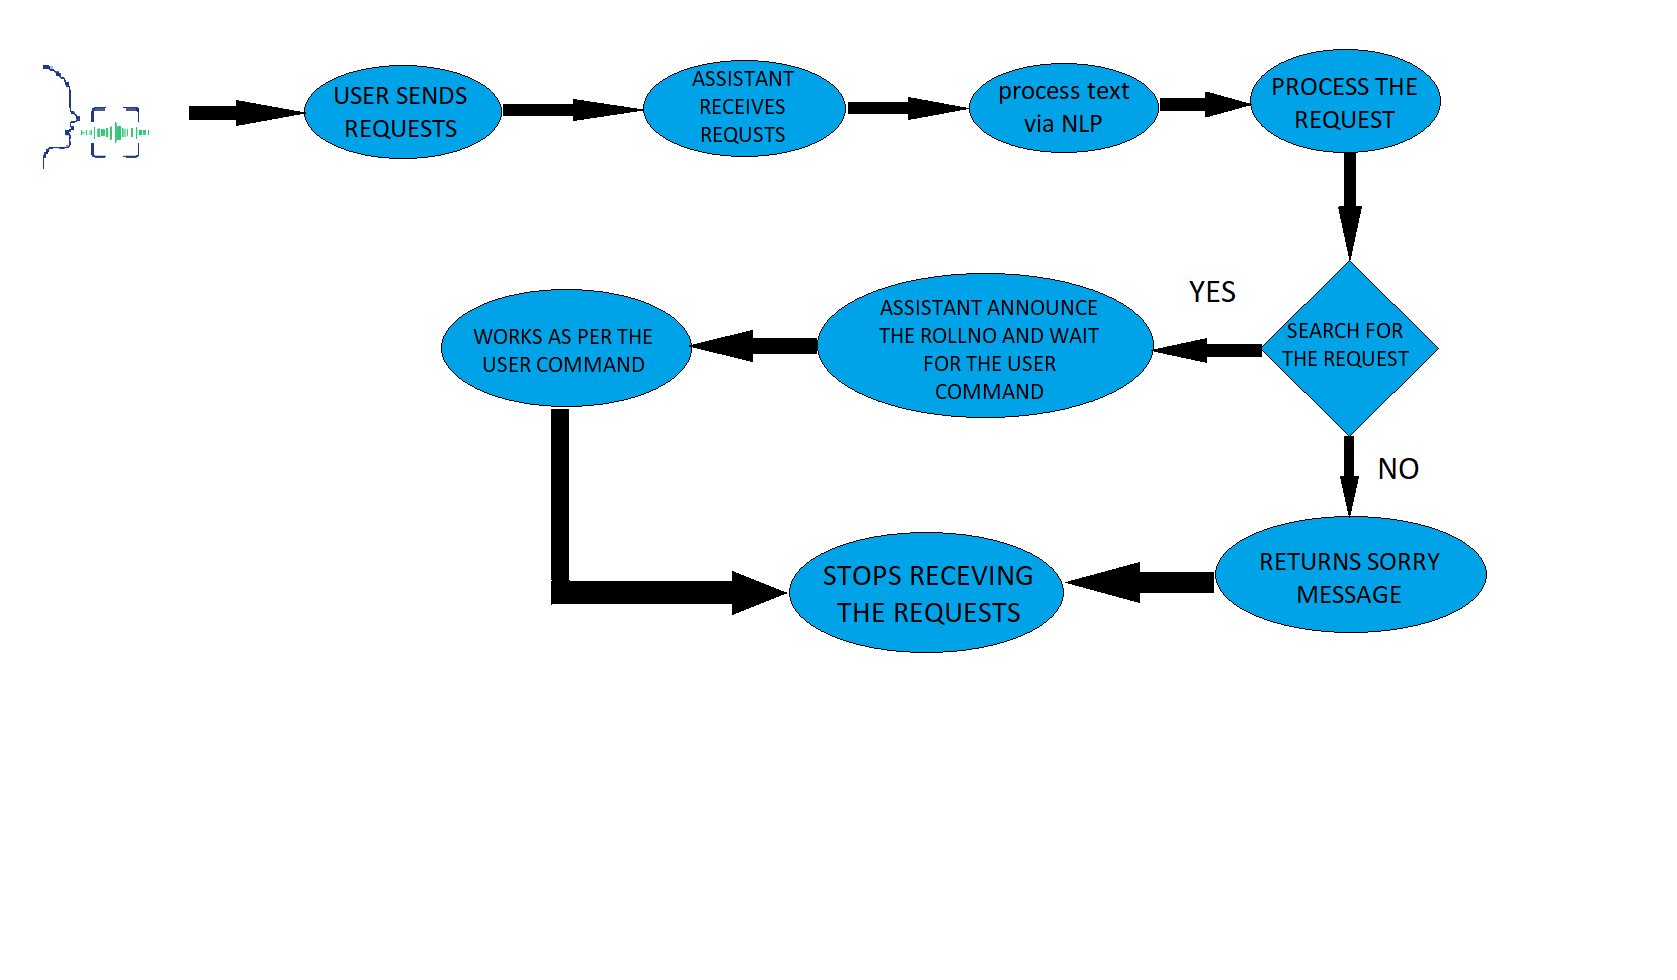 USER SENDS
REQUESTS
ASSISTANT
RECEIVES
REQUSTS
process text
via NLP
PROCESS THE
REQUEST
SEARCH FOR
THE REQUEST
YES
ASSISTANT ANNOUNCE
THE ROLLNO AND WAIT
FOR THE USER
COMMAND
WORKS AS PER THE
USER COMMAND
NO
RETURNS SORRY
MESSAGE
STOPS RECEVING
THE REQUESTS